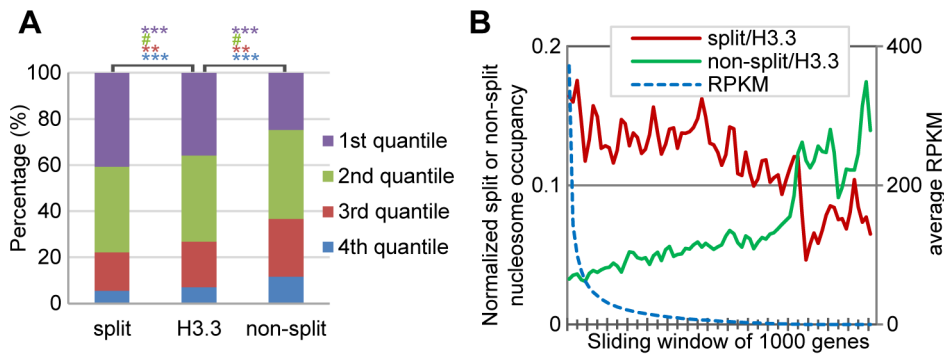 A
*** ***
# #
** **
*** ***
100
80
60
40
20
0
Percentage (%)
split H3.3 non-split
1st quantile
2nd quantile
3rd quantile
4th quantile
B
split/H3.3
non-split/H3.3
RPKM
0.2
0.1
0
Normalized split or non-split
nucleosome occupancy
400
200
0
average RPKM
Sliding window of 1000 genes